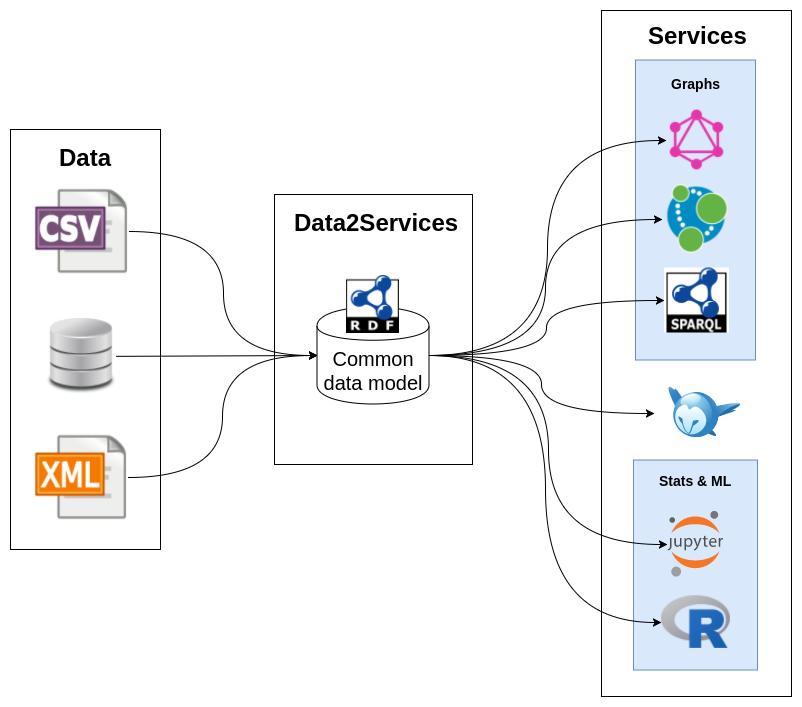 Data
CSV
XML
Data2Services
RDF
Common
data model
Services
Graphs
SPARQL
Stats & ML
jupyter
R